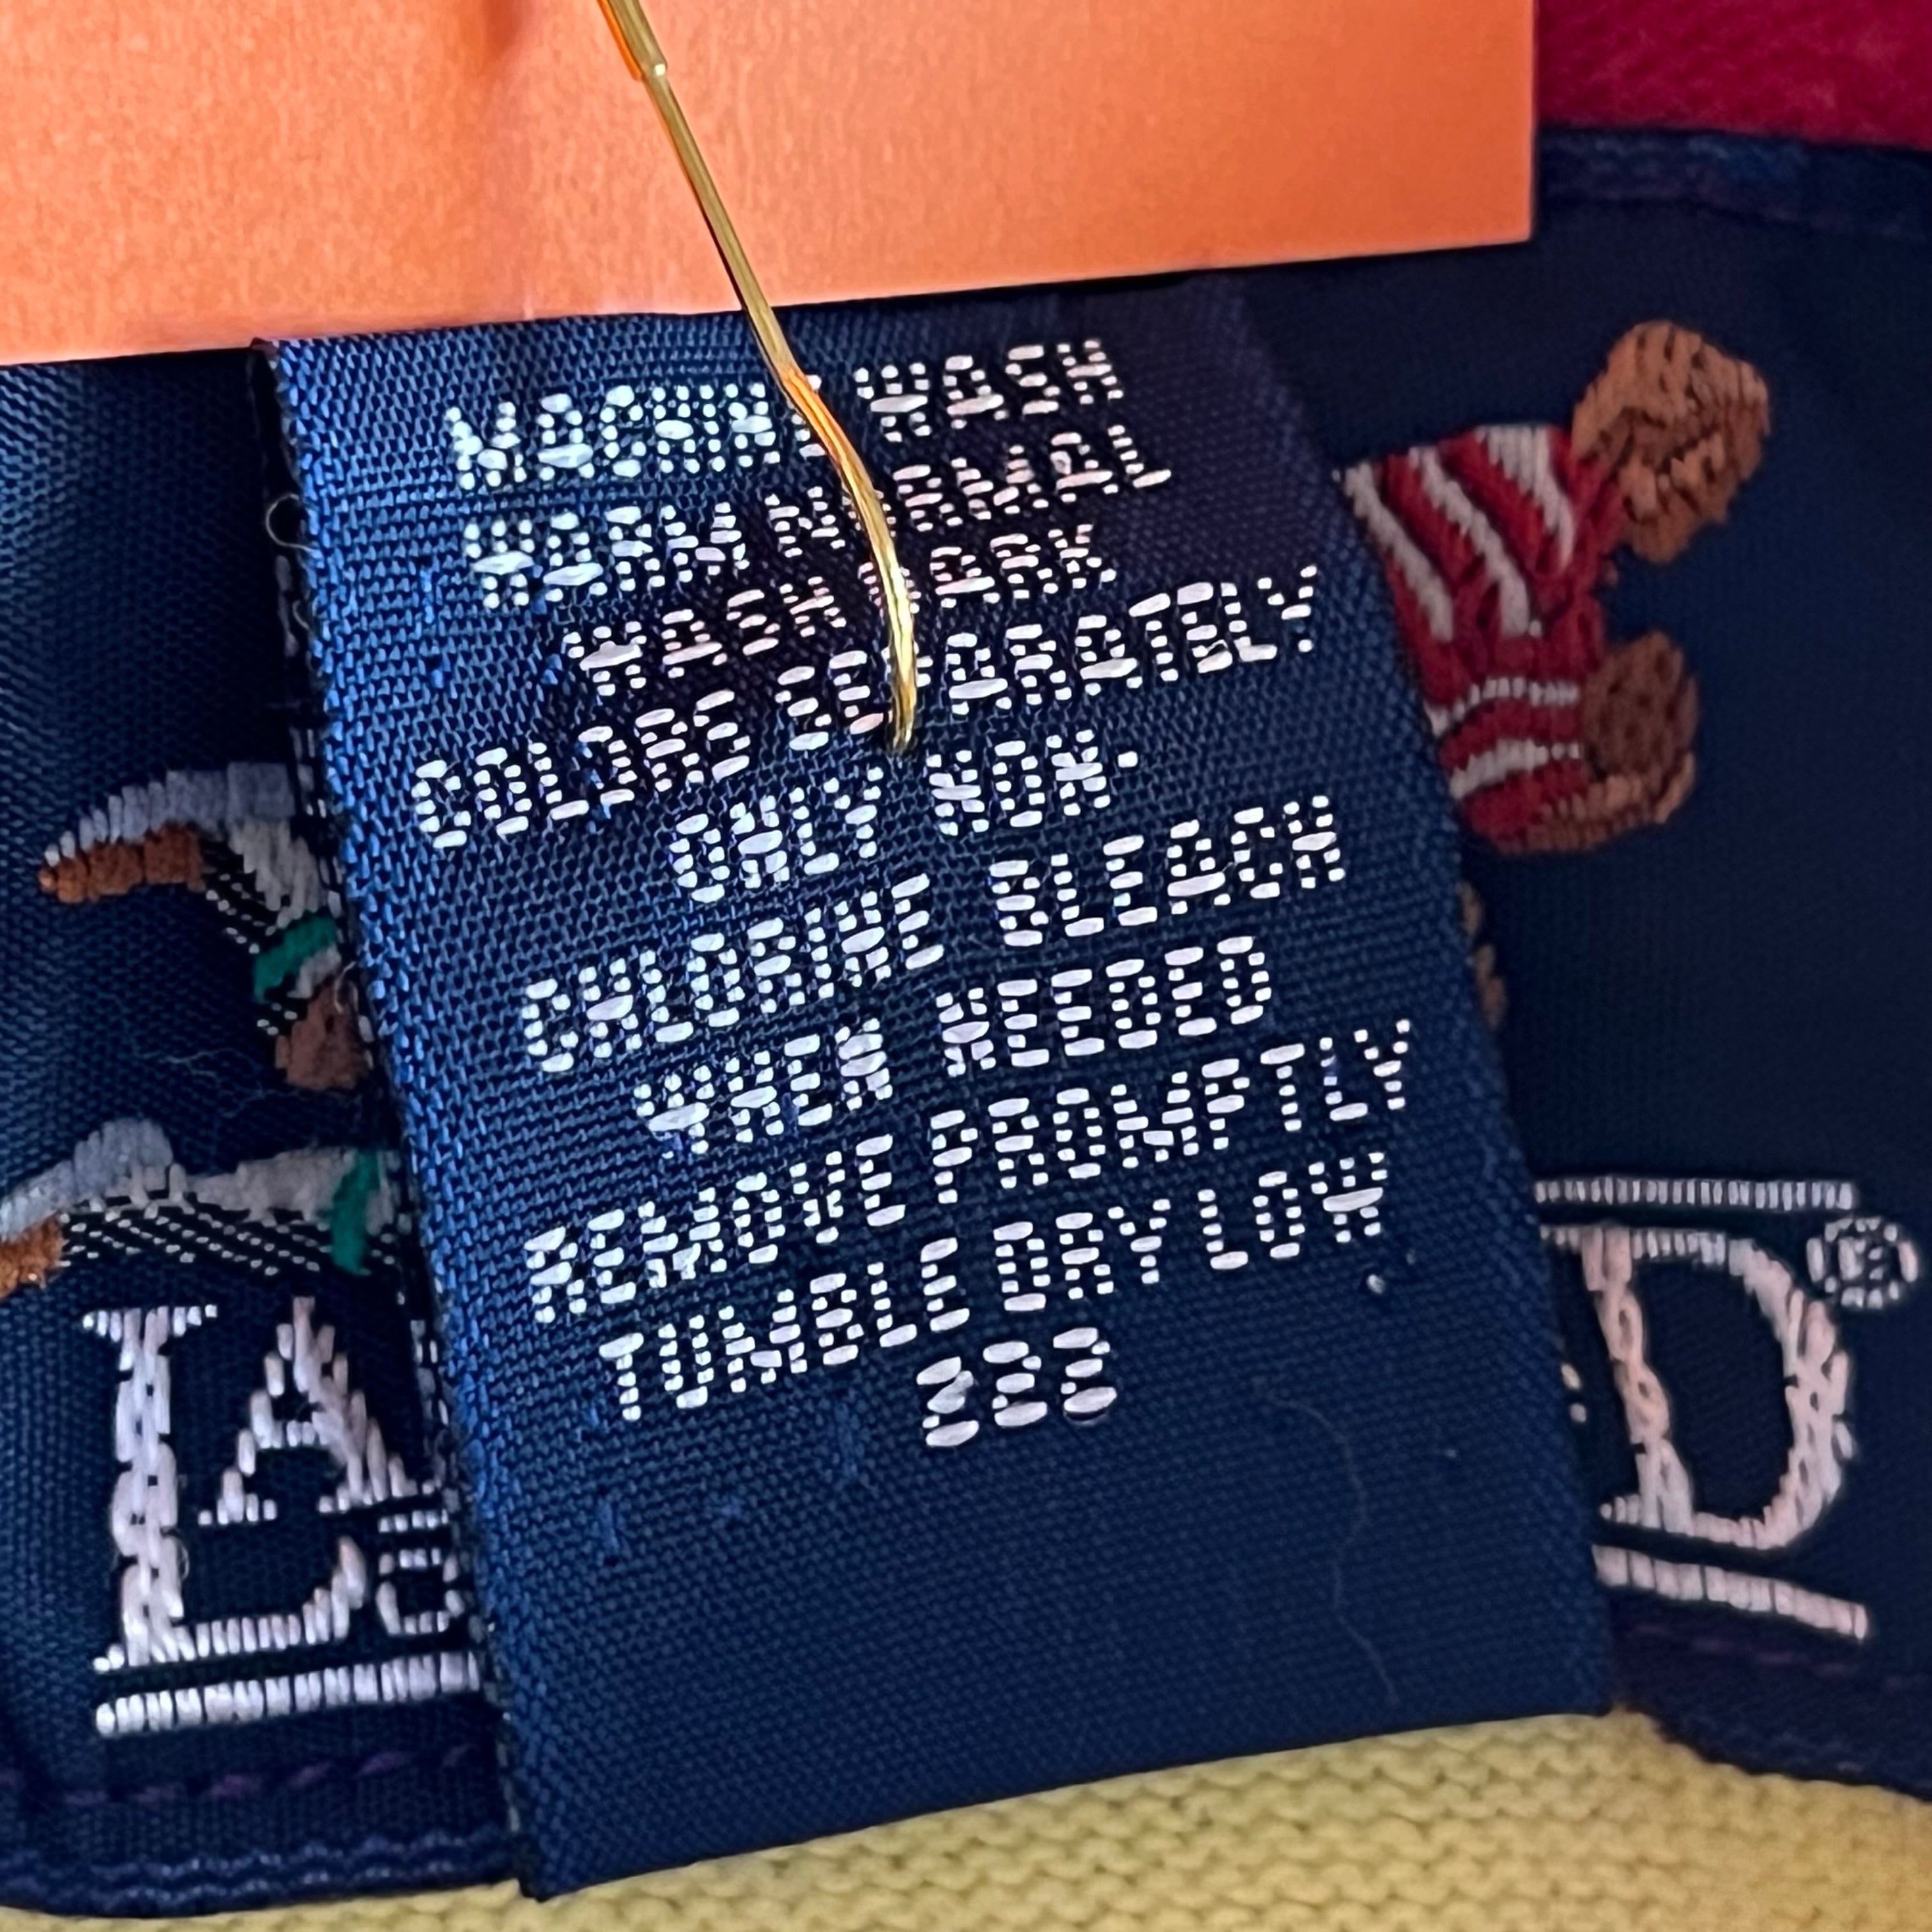 MACHINE WASH
WARM NORMAL
WASH DARK
COLORS SEPARATELY
ONLY NON-
CHLORINE BLEACH
WHEN NEEDED
REMOVE PROMPTLY
TUMBLE DRY LOW
LA
D®